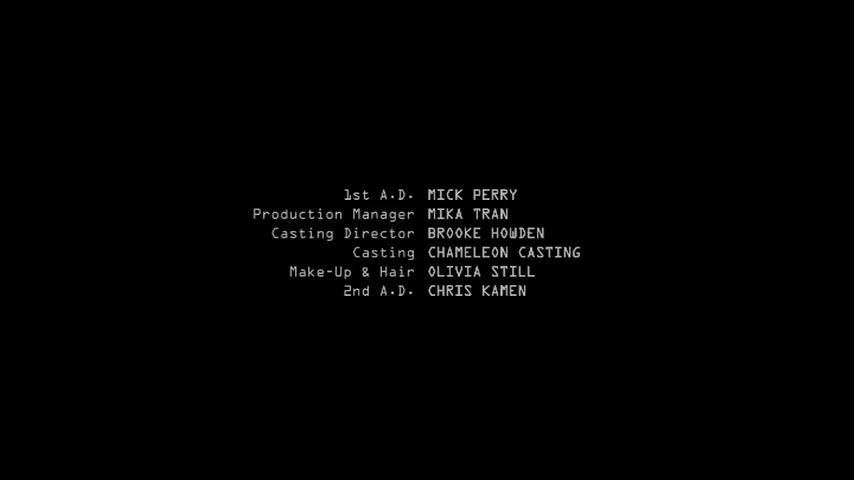 1st A.D. MICK PERRY
Production Manager MIKA TRAN
Casting Director BROOKE HOWDEN
Casting CHAMELEON CASTING
Make-Up & Hair OLIVIA STILL
2nd A.D. CHRIS KAMEN